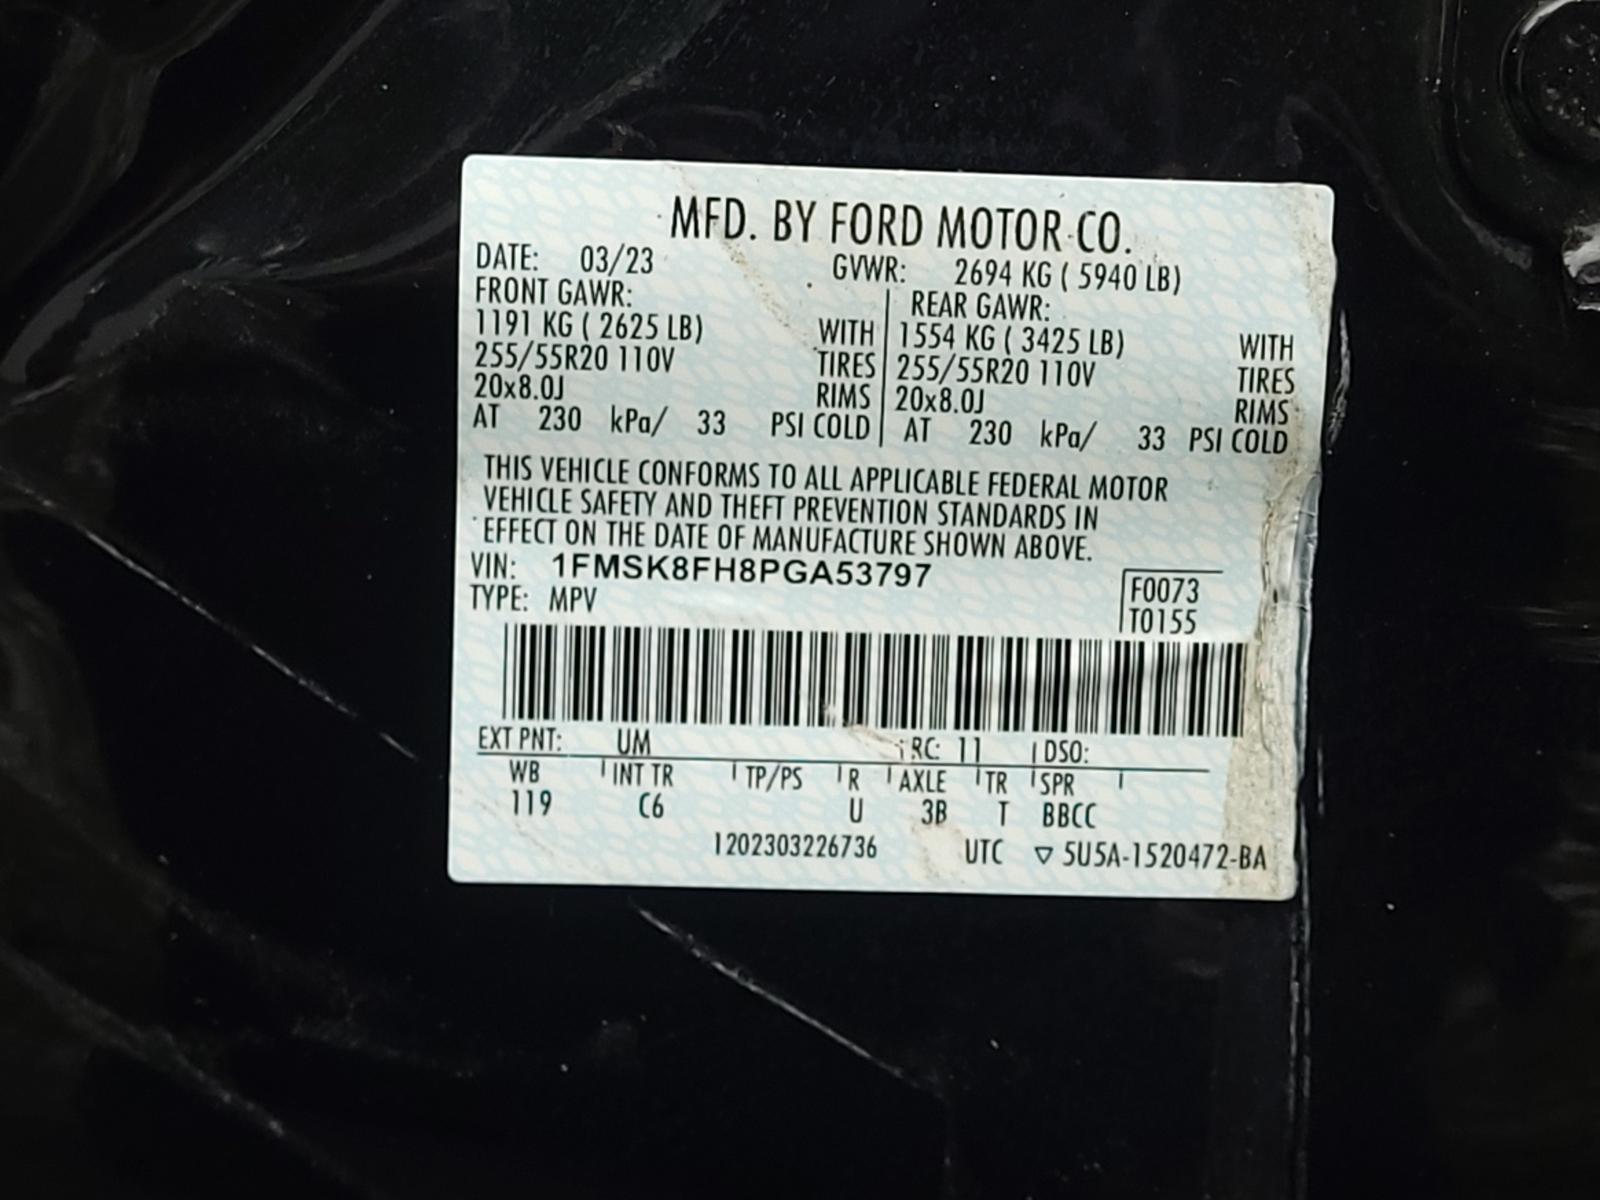 MFD. BY FORD MOTOR CO.
DATE: 03/23 GVWR: 2694 KG ( 5940 LB)
FRONT GAWR: REAR GAWR:
1191 KG ( 2625 LB) WITH 1554 KG ( 3425 LB) WITH
255/55R20 110V TIRES 255/55R20 110V TIRES
20x8.0J RIMS 20x8.0J RIMS
AT 230 kPa/ 33 PSI COLD AT 230 kPa/ 33 PSI COLD
THIS VEHICLE CONFORMS TO ALL APPLICABLE FEDERAL MOTOR
VEHICLE SAFETY AND THEFT PREVENTION STANDARDS IN
EFFECT ON THE DATE OF MANUFACTURE SHOWN ABOVE.
VIN: 1FMSK8FH8PGA53797
F0073
TYPE: MPV
T0155
EXT PNT: UM RC: 11 DSO:
WB INT TR TP/PS R AXLE TR SPR
119 C6 U 3B T BBCC
1202303226736 UTC ▽ 5U5A-1520472-BA